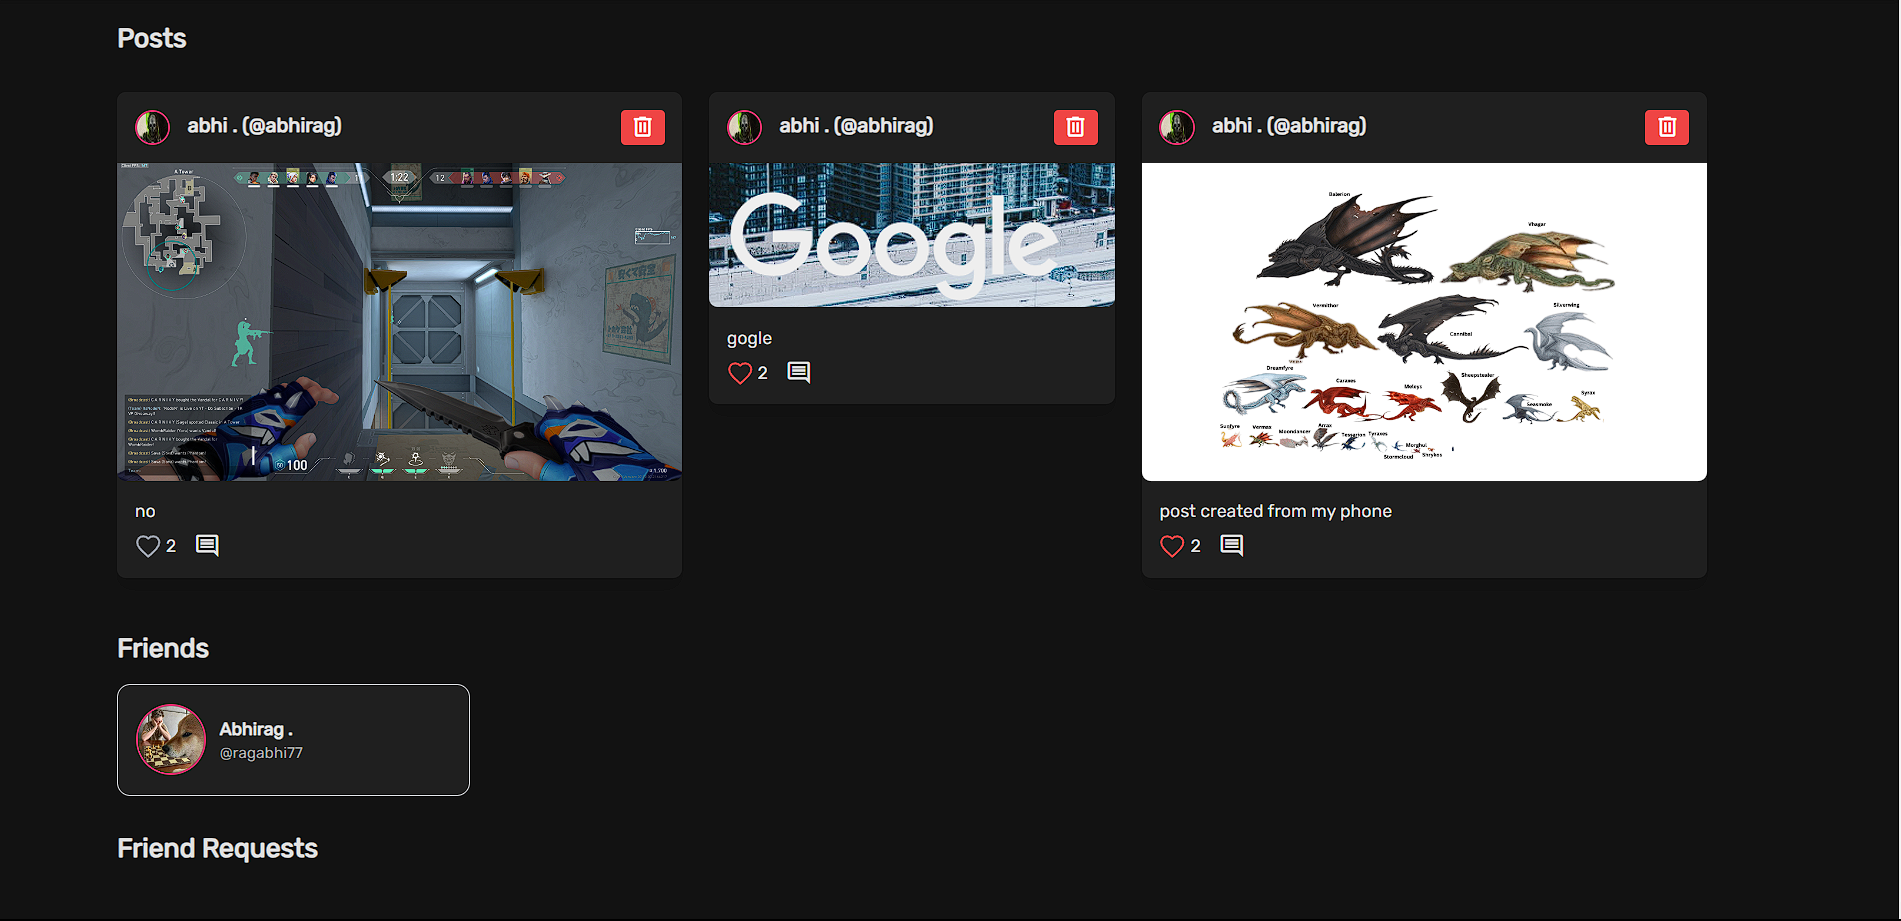 Posts
abhi . (@abhirag)
A Tower
1:22
12
100
no
2
abhi . (@abhirag)
Google
gogle
2
abhi . (@abhirag)
Balerion
Vhagar
Vermithor
Silverwing
Cannibal
Dreamfyre
Caraxes
Meleys
Sheepstealer
Seasmoke
Syrax
Sunfyre
Vermax
Moondancer
Arrax
Tessarion
Tyraxes
Morghul
Stormcloud
Shrykos
post created from my phone
2
Friends
Abhirag .
@ragabhi77
Friend Requests